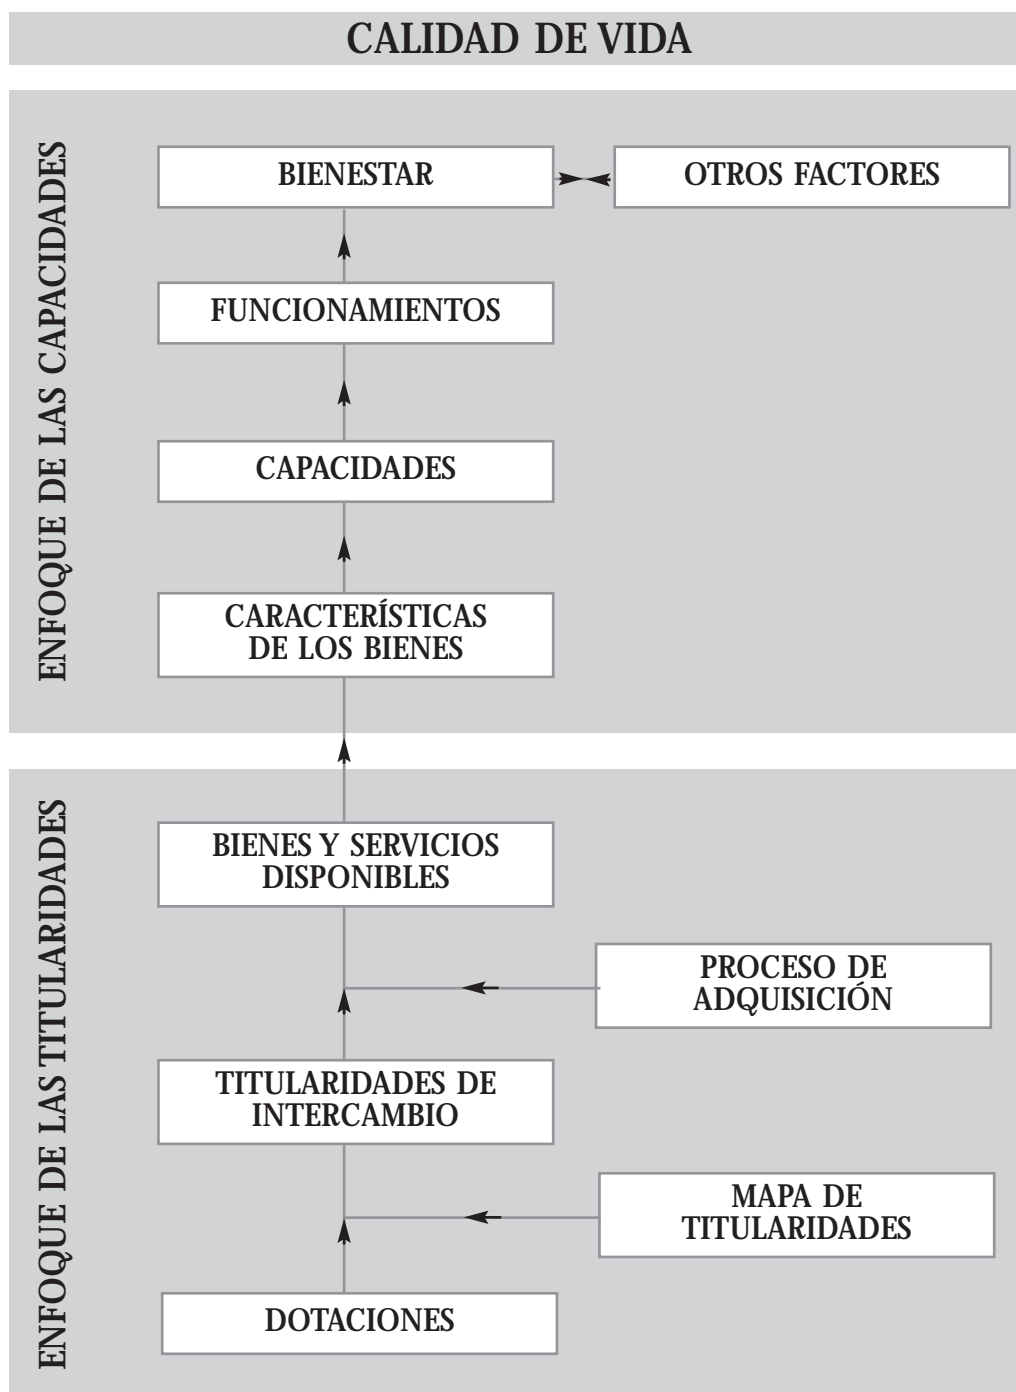 CALIDAD DE VIDA
ENFOQUE DE LAS CAPACIDADES
BIENESTAR
OTROS FACTORES
FUNCIONAMIENTOS
CAPACIDADES
CARACTERÍSTICAS
DE LOS BIENES
ENFOQUE DE LAS TITULARIDADES
BIENES Y SERVICIOS
DISPONIBLES
PROCESO DE
ADQUISICIÓN
TITULARIDADES DE
INTERCAMBIO
MAPA DE
TITULARIDADES
DOTACIONES